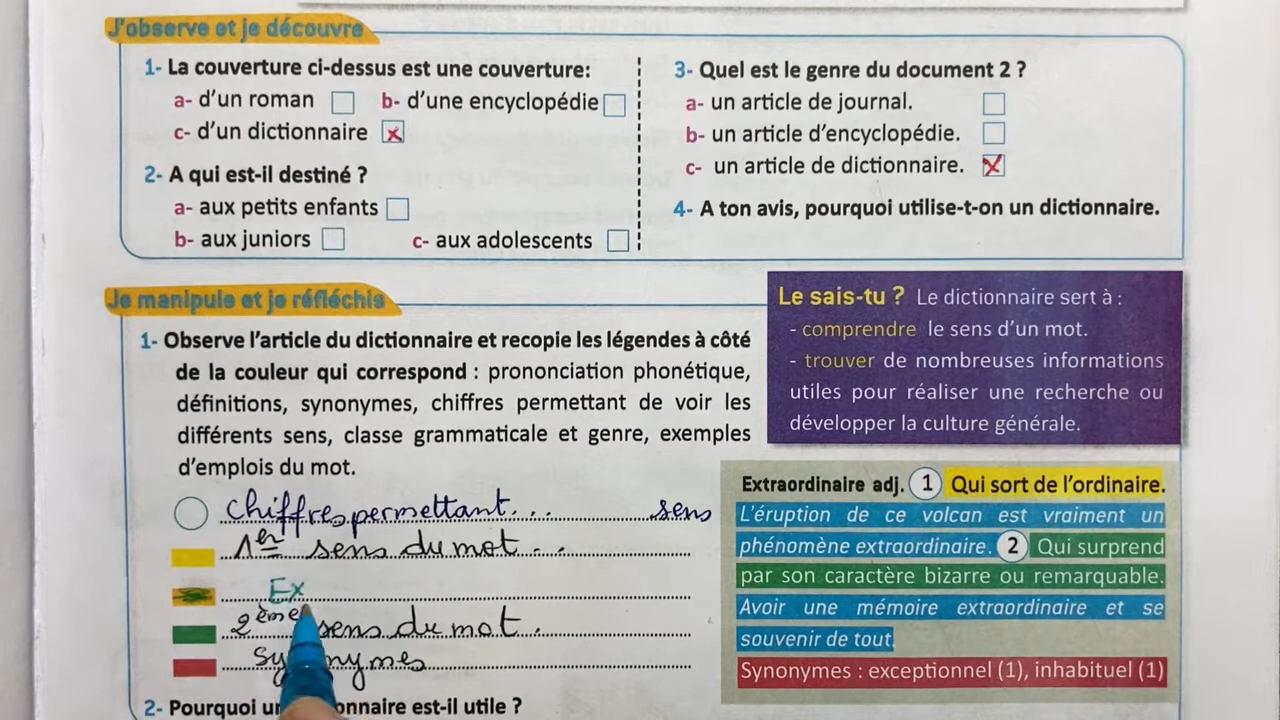 J'observe et je découvre
1- La couverture ci-dessus est une couverture:
a- d'un roman b- d'une encyclopédie
c- d'un dictionnaire x
2- A qui est-il destiné ?
a- aux petits enfants
b- aux juniors c- aux adolescents
3- Quel est le genre du document 2 ?
a- un article de journal.
b- un article d'encyclopédie.
c- un article de dictionnaire. X
4- A ton avis, pourquoi utilise-t-on un dictionnaire.
Je manipule et je réfléchis
1- Observe l'article du dictionnaire et recopie les légendes à côté
de la couleur qui correspond : prononciation phonétique,
définitions, synonymes, chiffres permettant de voir les
différents sens, classe grammaticale et genre, exemples
d'emplois du mot.
chiffres permettant... sens
1er sens du mot . .
Ex
2ème sens du mot .
synonymes
2- Pourquoi un dictionnaire est-il utile ?
Le sais-tu ? Le dictionnaire sert à :
- comprendre le sens d'un mot.
- trouver de nombreuses informations
utiles pour réaliser une recherche ou
développer la culture générale.
Extraordinaire adj. 1 Qui sort de l'ordinaire.
L'éruption de ce volcan est vraiment un
phénomène extraordinaire. 2 Qui surprend
par son caractère bizarre ou remarquable.
Avoir une mémoire extraordinaire et se
souvenir de tout.
Synonymes : exceptionnel (1), inhabituel (1)